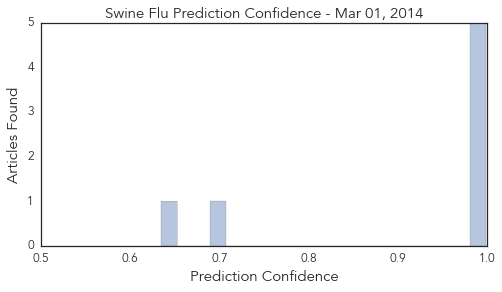 Swine Flu Prediction Confidence - Mar 01, 2014
5
4
3
2
1
0
Articles Found
0.5 0.6 0.7 0.8 0.9 1.0
Prediction Confidence